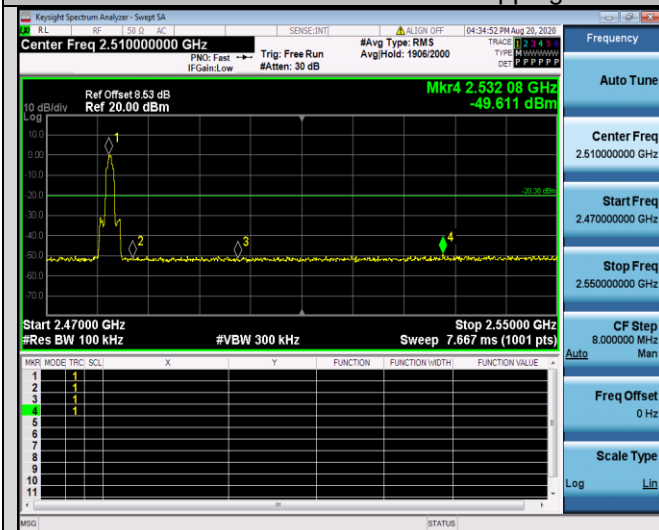 Keysight Spectrum Analyzer - Swept SA
RL RF 50 Ω AC SENSE:INT ALIGN OFF 04:34:52 PM Aug 20, 2020
Center Freq 2.510000000 GHz
PNO: Fast
IFGain:Low
Trig: Free Run
#Atten: 30 dB
#Avg Type: RMS
Avg|Hold: 1906/2000
TRACE 1 2 3 4 5 6
TYPE M WWWWW
DET P P P P P P
Mkr4 2.532 08 GHz
-49.611 dBm
Ref Offset 8.53 dB
10 dB/div Ref 20.00 dBm
Log
10.0
0.00
-10.0
-20.0
-30.0
-40.0
-50.0
-60.0
-70.0
1
2
3
4
-20.38 dBm
Start 2.47000 GHz Stop 2.55000 GHz
#Res BW 100 kHz #VBW 300 kHz Sweep 7.667 ms (1001 pts)
MKR MODE TRC SCL X Y FUNCTION FUNCTION WIDTH FUNCTION VALUE
1 1
2 1
3 1
4 1
5
6
7
8
9
10
11
MSG STATUS
Frequency
Auto Tune
Center Freq
2.510000000 GHz
Start Freq
2.470000000 GHz
Stop Freq
2.550000000 GHz
CF Step
8.000000 MHz
Auto Man
Freq Offset
0 Hz
Scale Type
Log Lin